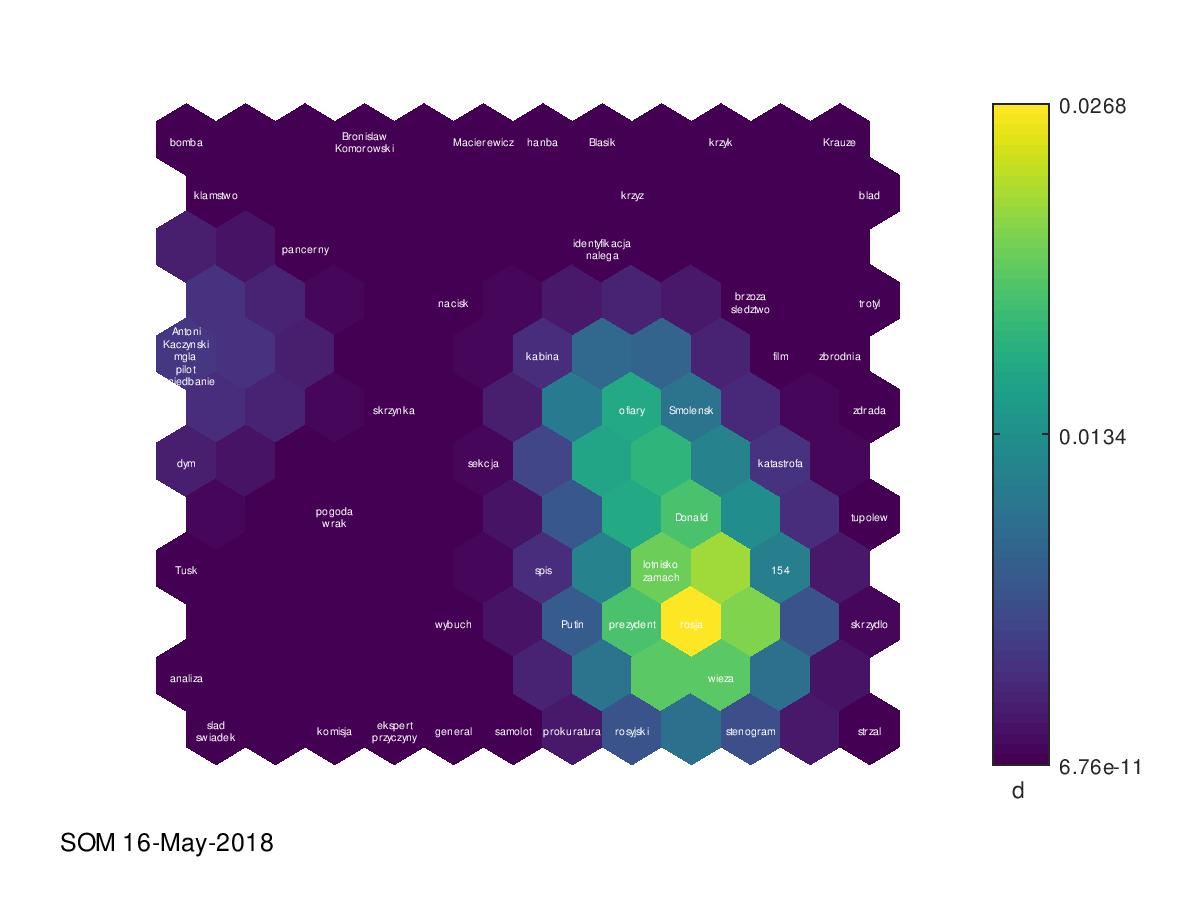 0.0268
bomba
Bronislaw
Komorowski
Macierewicz
hanba
Blasik
krzyk
Krauze
klamstwo
krzyz
blad
pancerny
identyfikacja
nalega
nacisk
brzoza
sledztwo
trotyl
Antoni
Kaczynski
mgla
pilot
kabina
film
zbrodnia
skrzynka
ofiary
Smolensk
zdrada
0.0134
dym
sekcja
katastrofa
pogoda
wrak
Donald
tupolew
Tusk
spis
lotnisko
zamach
154
wybuch
Putin
prezydent
rosja
skrzydlo
analiza
wieza
slad
swiadek
komisja
ekspert
przyczyny
general
samolot
prokuratura
rosyjski
stenogram
strzal
6.76e-11
d
SOM 16-May-2018